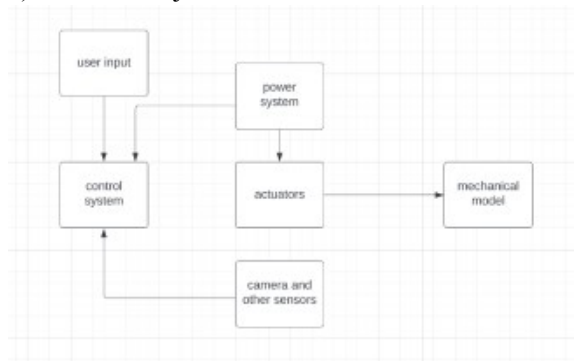 user input
power
system
control
system
actuators
mechanical
model
camera and
other sensors